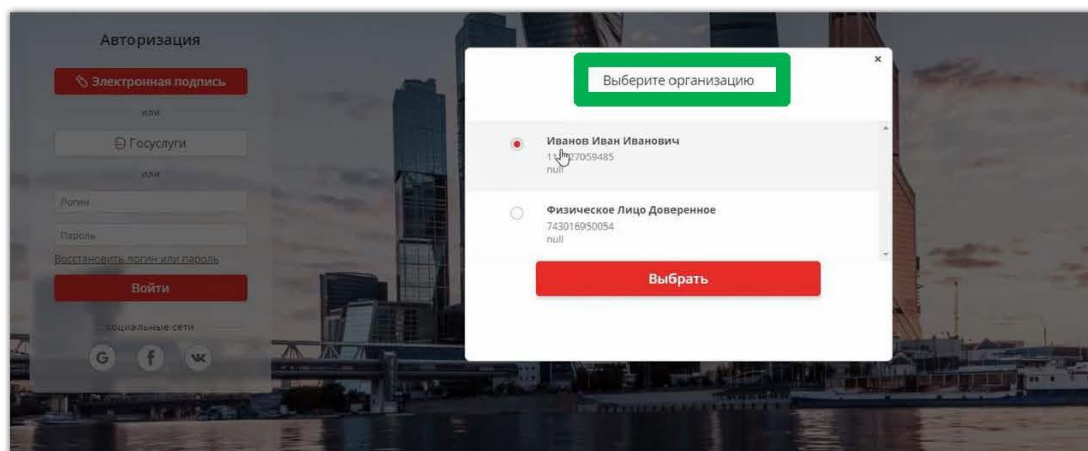 Авторизация
Электронная подпись
или
Госуслуги
или
Логин
Пароль
Восстановить логин или пароль
Войти
социальные сети
G f
×
Выберите организацию
Иванов Иван Иванович
null
Физическое Лицо Доверенное
743016950054
null
Выбрать